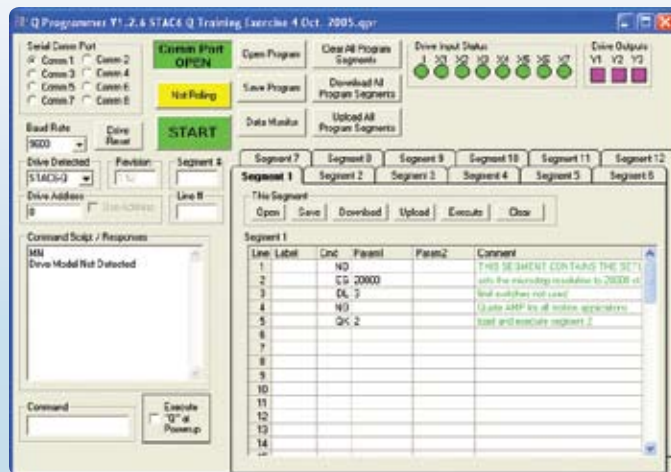 Q Programmer V1.2.6 STAC6 Q Training Exercise 4 Oct. 2005.qpr
Serial Comm Port
Comm 1 Comm 2
Comm 3 Comm 4
Comm 5 Comm 6
Comm 7 Comm 8
Comm Port OPEN
Not Polling
START
Open Program
Save Program
Data Monitor
Clear All Program Segments
Download All Program Segments
Upload All Program Segments
Drive Input Status
X1 X2 X3 X4 X5 X6 X7
Drive Outputs
Y1 Y2 Y3
Baud Rate
9600
Drive Reset
Drive Detected
STAC6-Q
Revision
Segment #
Drive Address
0
Line #
Command Script / Responses
MN
Drive Model Not Detected
Command
Execute "Q" at Powerup
Segment 7 Segment 8 Segment 9 Segment 10 Segment 11 Segment 12
Segment 1 Segment 2 Segment 3 Segment 4 Segment 5 Segment 6
This Segment
Open Save Download Upload Execute Clear
Segment 1
Line Label Cmd Param1 Param2 Comment
1 NO THIS SEGMENT CONTAINS THE
2 EG 20000 sets the microstep resolution to 20000
3 DL 3 limit switches not used
4 NO for all motion applications
5 QX 2 load and execute segment 2
6
7
8
9
10
11
12
13
14